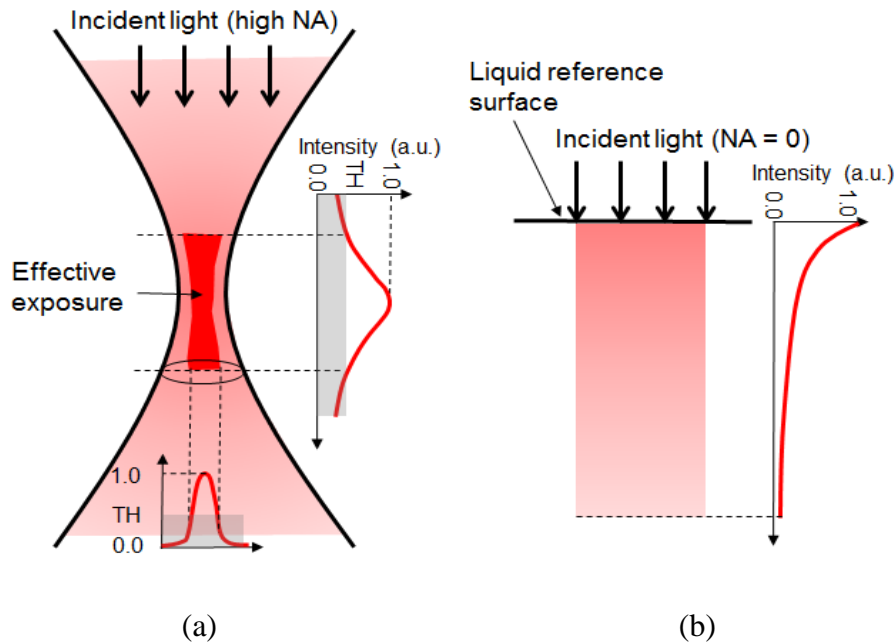 Incident light (high NA)
Intensity (a.u.)
0.0
TH
1.0
Effective
exposure
1.0
TH
0.0
(a)
Liquid reference
surface
Incident light (NA = 0)
Intensity (a.u.)
0.0
1.0
(b)